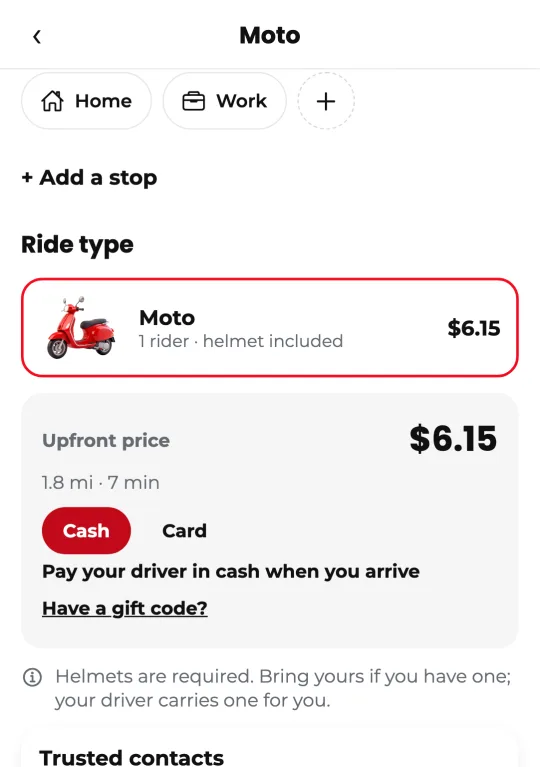 Moto
Home
Work
+ Add a stop
Ride type
Moto
1 rider · helmet included
$6.15
Upfront price
$6.15
1.8 mi · 7 min
Cash
Card
Pay your driver in cash when you arrive
Have a gift code?
Helmets are required. Bring yours if you have one;
your driver carries one for you.
Trusted contacts